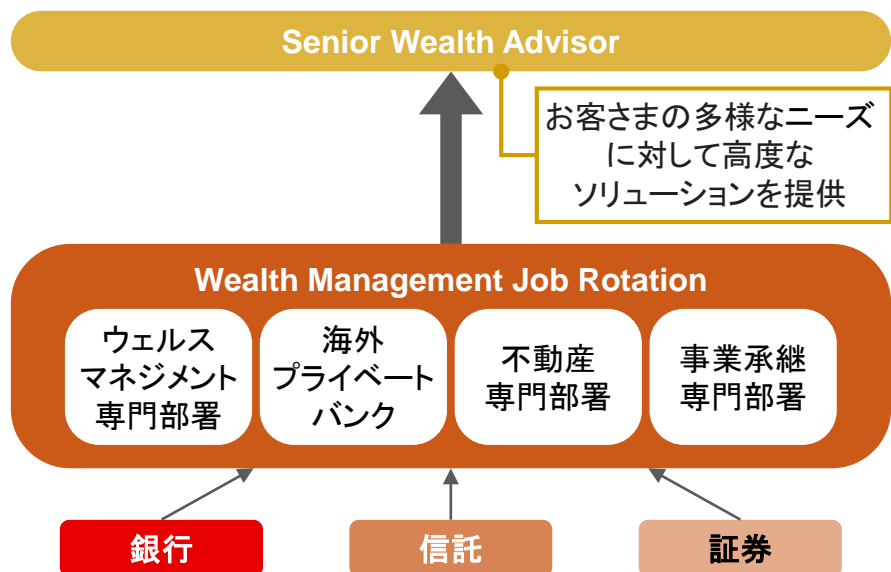 Senior Wealth Advisor
お客さまの多様なニーズ
に対して高度な
ソリューションを提供
Wealth Management Job Rotation
ウェルス
マネジメント
専門部署
海外
プライベート
バンク
不動産
専門部署
事業承継
専門部署
銀行
信託
証券